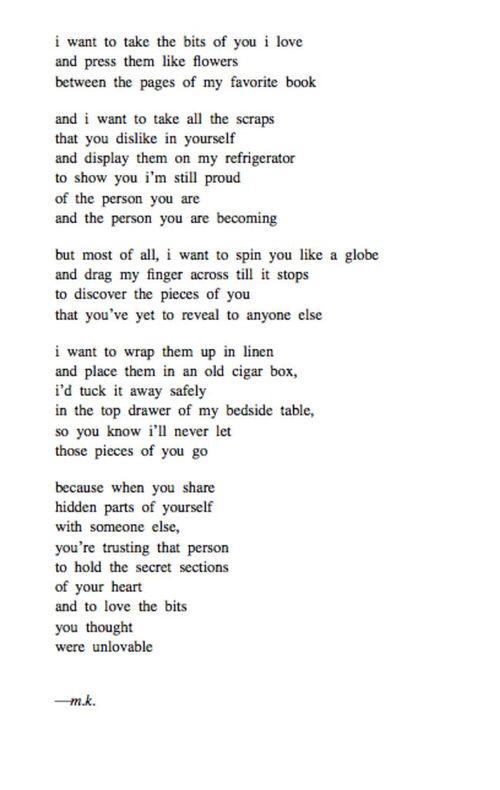 i want to take the bits of you i love
and press them like flowers
between the pages of my favorite book

and i want to take all the scraps
that you dislike in yourself
and display them on my refrigerator
to show you i'm still proud
of the person you are
and the person you are becoming

but most of all, i want to spin you like a globe
and drag my finger across till it stops
to discover the pieces of you
that you've yet to reveal to anyone else

i want to wrap them up in linen
and place them in an old cigar box,
i'd tuck it away safely
in the top drawer of my bedside table,
so you know i'll never let
those pieces of you go

because when you share
hidden parts of yourself
with someone else,
you're trusting that person
to hold the secret sections
of your heart
and to love the bits
you thought
were unlovable

—m.k.